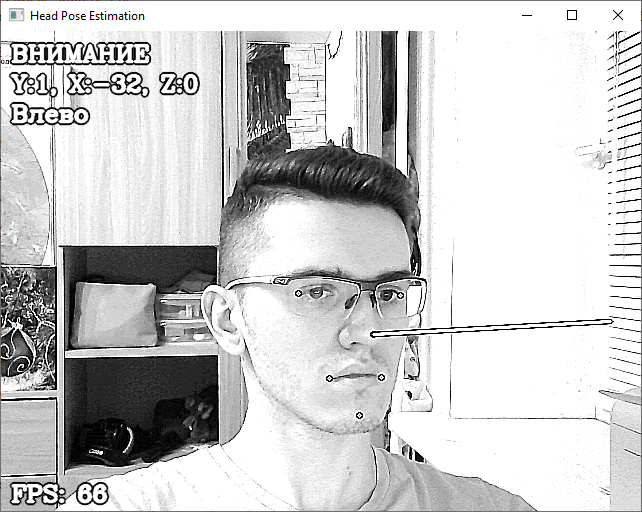 Head Pose Estimation
ВНИМАНИЕ
Y:1, X:-32, Z:0
Влево
FPS: 66